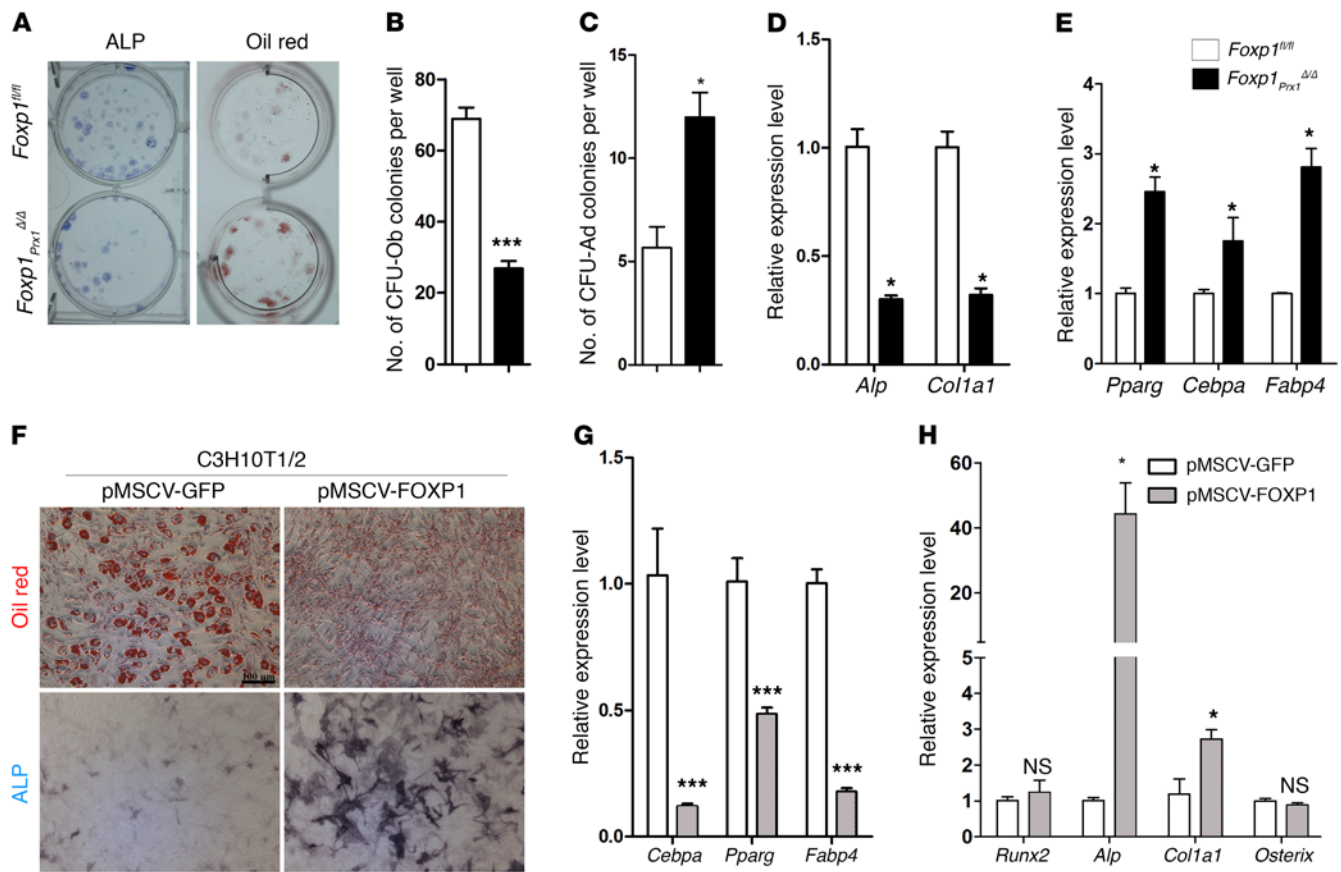 A
ALP
Oil red
Foxp1fl/fl
Foxp1Prx1Δ/Δ
B
No. of CFU-Ob colonies per well
80
60
40
20
0
***
C
No. of CFU-Ad colonies per well
15
10
5
0
*
D
Relative expression level
1.5
1.0
0.5
0.0
*
*
Alp
Col1a1
E
Foxp1fl/fl
Foxp1Prx1Δ/Δ
Relative expression level
4
3
2
1
0
*
*
*
Pparg
Cebpa
Fabp4
F
C3H10T1/2
pMSCV-GFP
pMSCV-FOXP1
Oil red
100 μm
ALP
G
Relative expression level
1.5
1.0
0.5
0.0
***
***
***
Cebpa
Pparg
Fabp4
H
pMSCV-GFP
pMSCV-FOXP1
Relative expression level
60
40
20
5
4
3
2
1
0
NS
*
*
NS
Runx2
Alp
Col1a1
Osterix